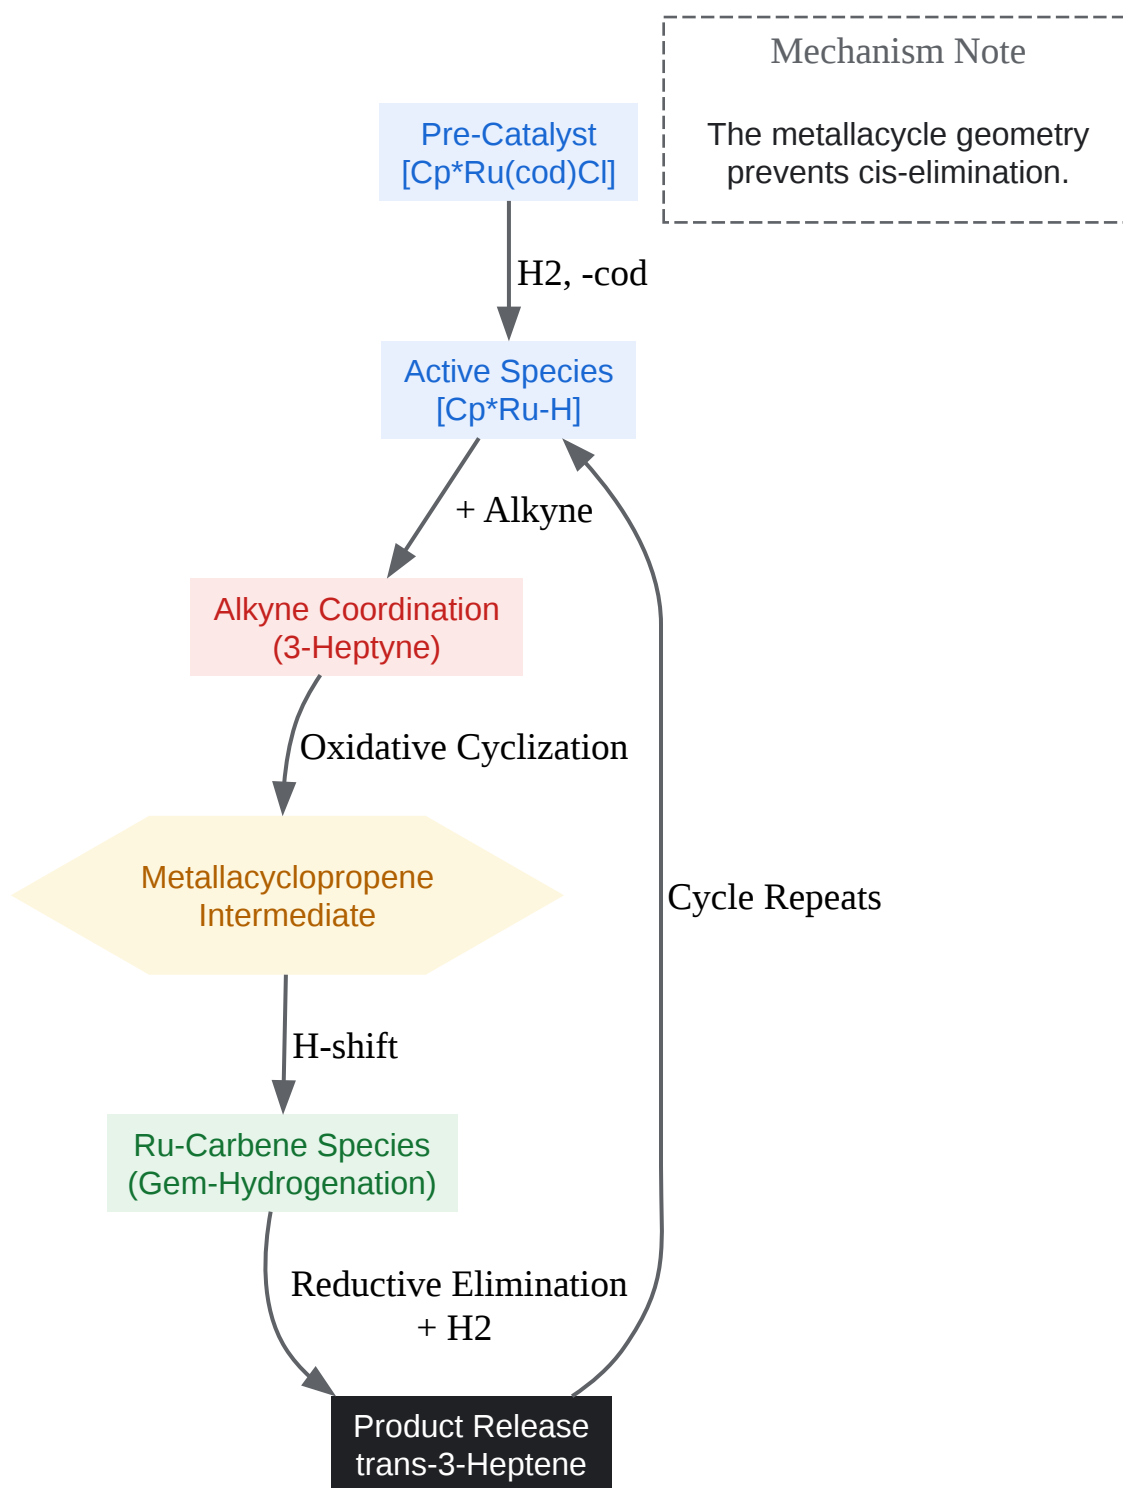 Mechanism Note
The metallacycle geometry
prevents cis-elimination.
Pre-Catalyst
[Cp*Ru(cod)Cl]
H2, -cod
Active Species
[Cp*Ru-H]
+ Alkyne
Alkyne Coordination
(3-Heptyne)
Oxidative Cyclization
Metallacyclopropene
Intermediate
Cycle Repeats
H-shift
Ru-Carbene Species
(Gem-Hydrogenation)
Reductive Elimination
+ H2
Product Release
trans-3-Heptene